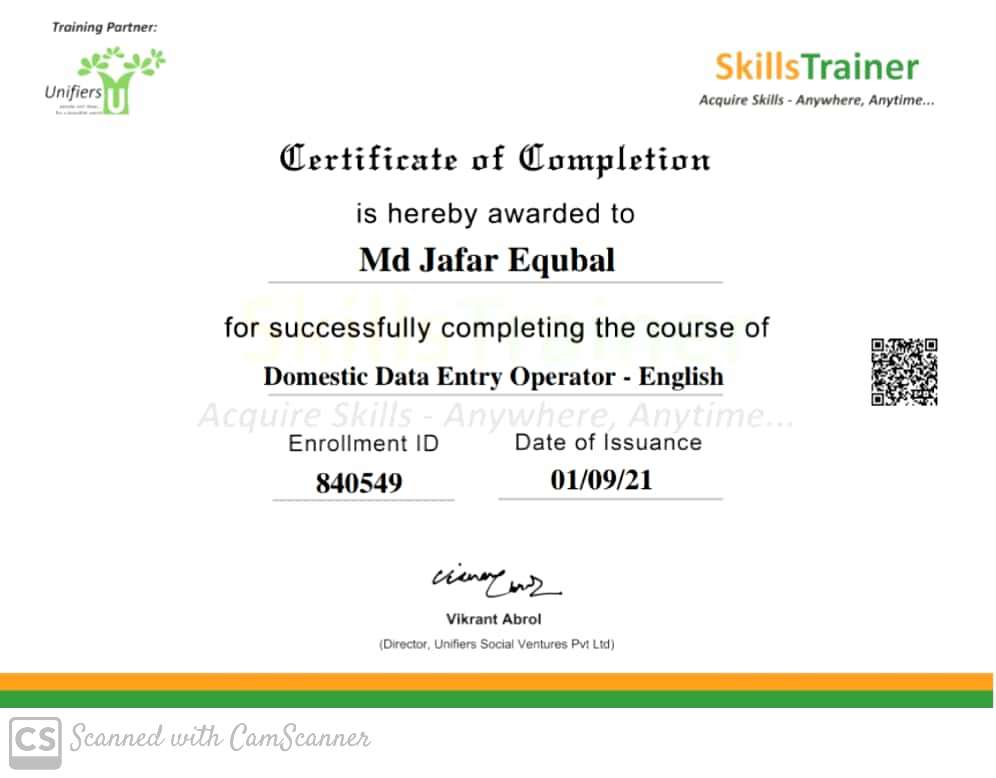 Training Partner:
Unifiers
SkillsTrainer
Acquire Skills - Anywhere, Anytime...
Certificate of Completion
is hereby awarded to
Md Jafar Equbal
SkillsTrainer
for successfully completing the course of
Domestic Data Entry Operator - English
Acquire Skills - Anywhere, Anytime...
Enrollment ID
Date of Issuance
840549
01/09/21
Vikrant Abrol
(Director, Unifiers Social Ventures Pvt Ltd)
CS Scanned with CamScanner